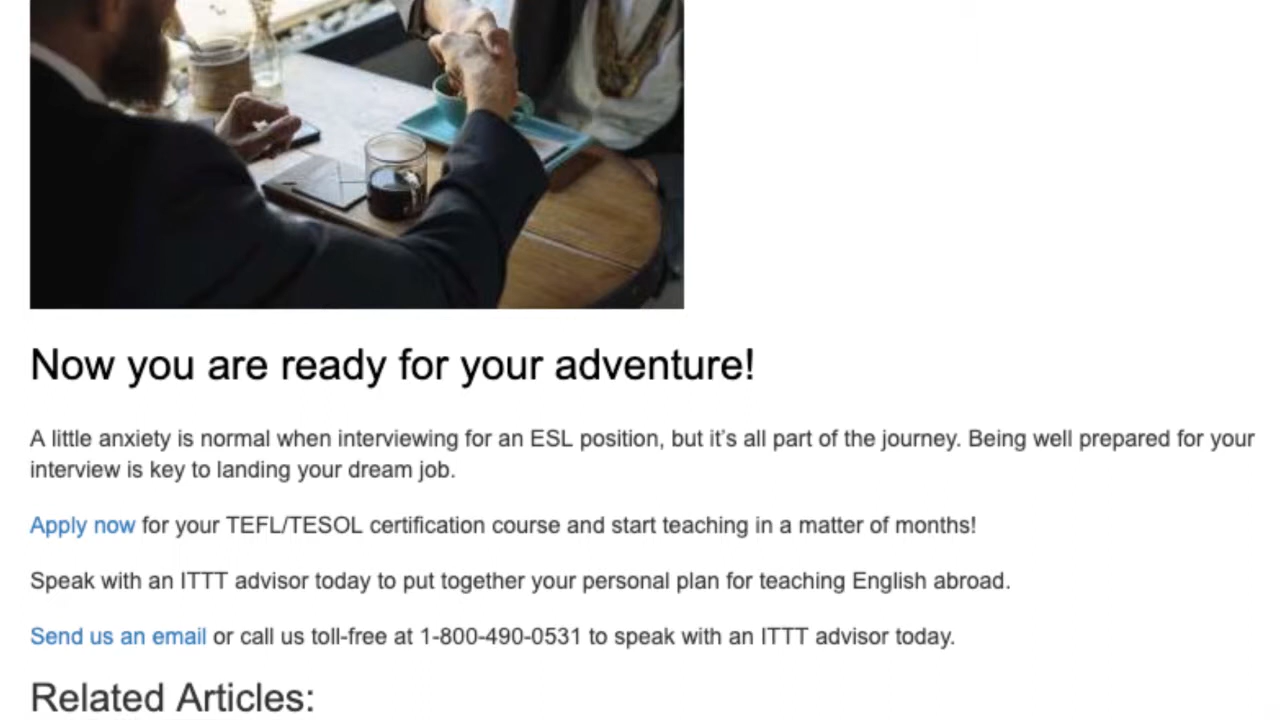 Now you are ready for your adventure!
A little anxiety is normal when interviewing for an ESL position, but it's all part of the journey. Being well prepared for your
interview is key to landing your dream job.
Apply now for your TEFL/TESOL certification course and start teaching in a matter of months!
Speak with an ITTT advisor today to put together your personal plan for teaching English abroad.
Send us an email or call us toll-free at 1-800-490-0531 to speak with an ITTT advisor today.
Related Articles: